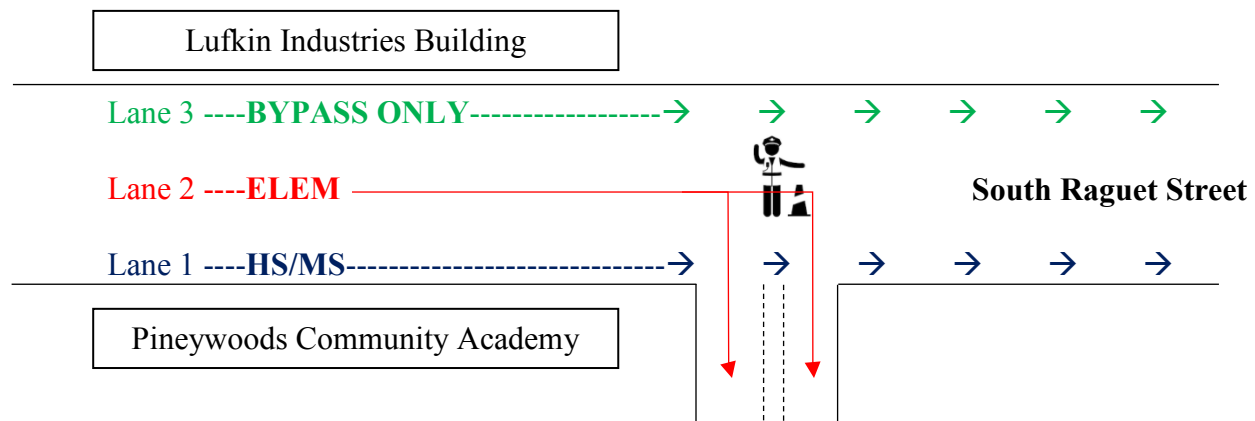 Lufkin Industries Building
Lane 3 ----BYPASS ONLY------------------→ → → → → →
Lane 2 ----ELEM
South Raguet Street
Lane 1 ----HS/MS------------------------------→ → → → → →
Pineywoods Community Academy